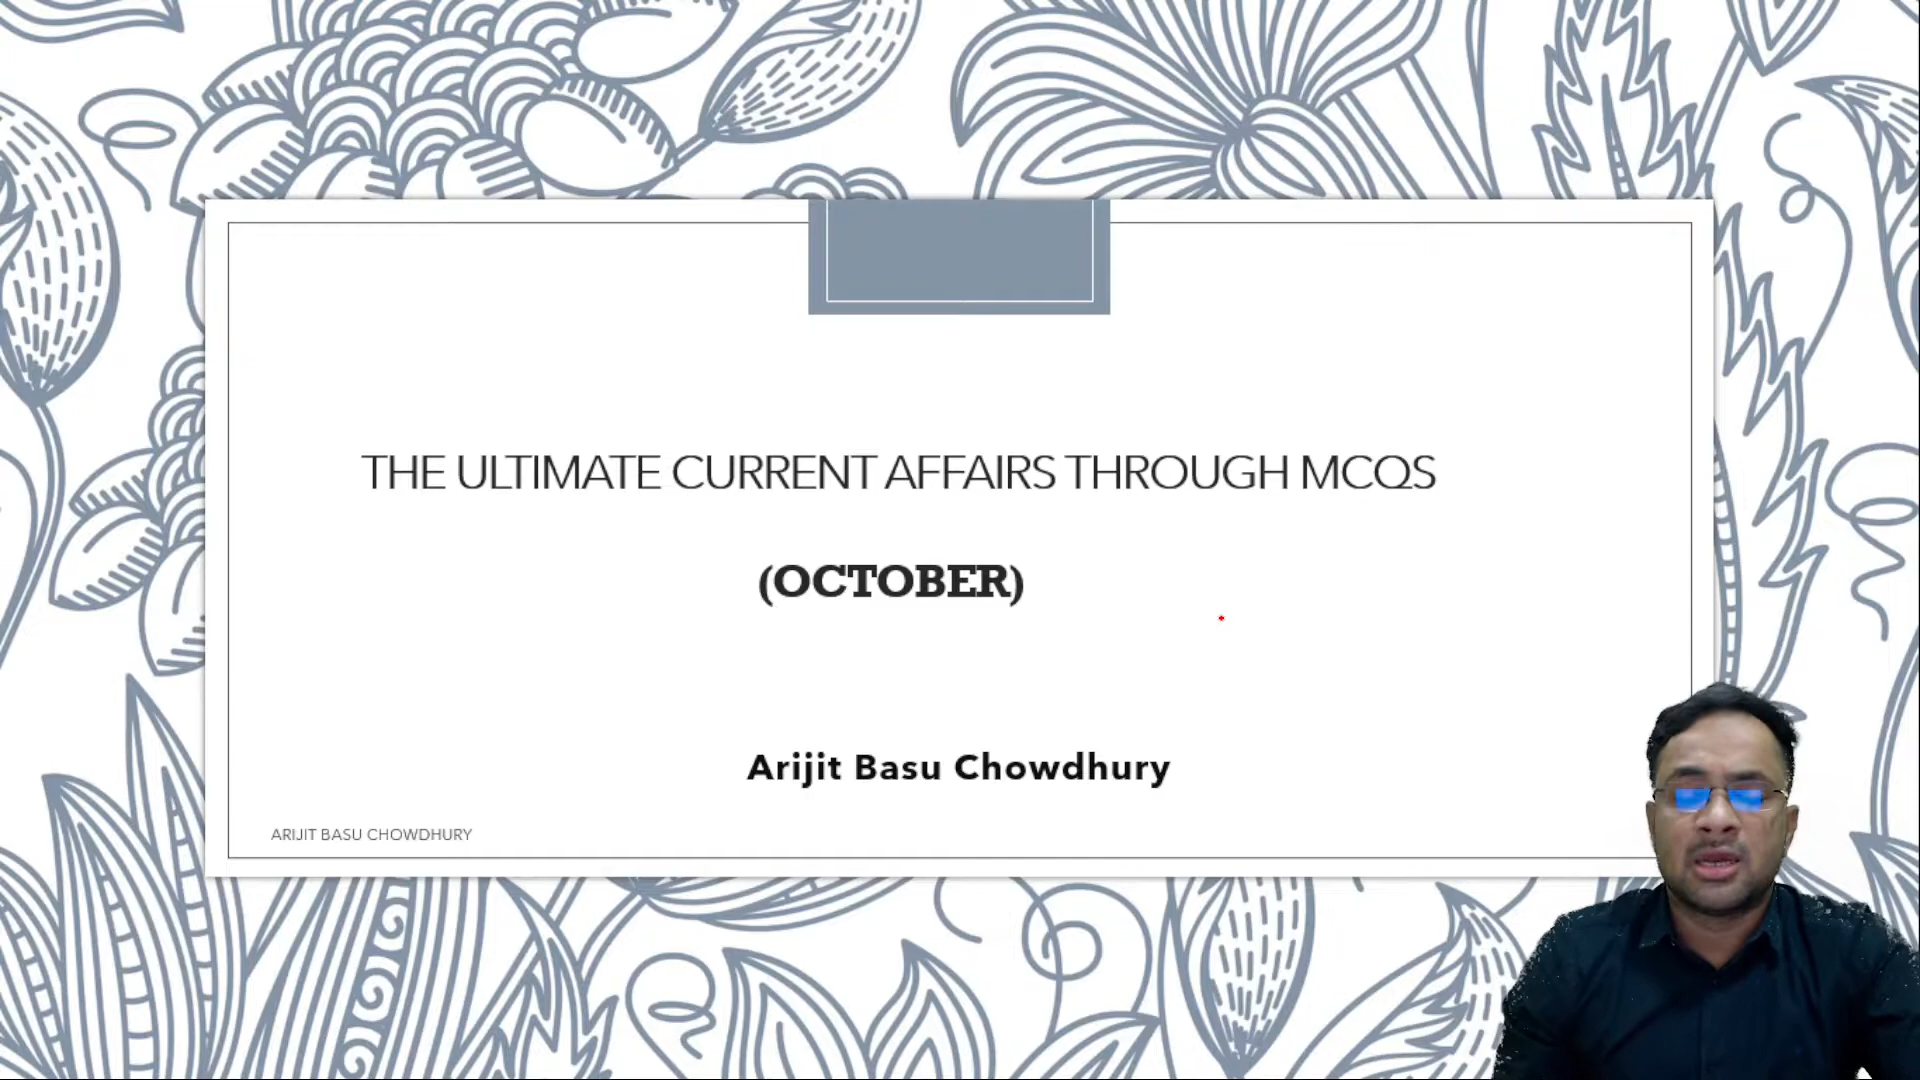 THE ULTIMATE CURRENT AFFAIRS THROUGH MCQS
(OCTOBER)
Arijit Basu Chowdhury
ARIJIT BASU CHOWDHURY